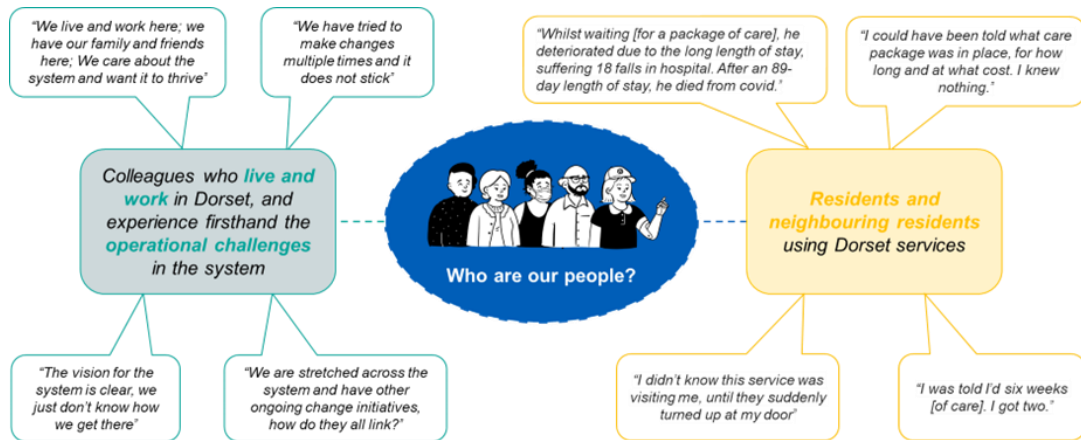 “We live and work here; we
have our family and friends
here; We care about the
system and want it to thrive”
“We have tried to
make changes
multiple times and it
does not stick”
“Whilst waiting [for a package of care], he
deteriorated due to the long length of stay,
suffering 18 falls in hospital. After an 89-
day length of stay, he died from covid.”
“I could have been told what care
package was in place, for how
long and at what cost. I knew
nothing.”
Colleagues who live and
work in Dorset, and
experience firsthand the
operational challenges
in the system
Who are our people?
Residents and
neighbouring residents
using Dorset services
“The vision for the
system is clear, we
just don’t know how
we get there”
“We are stretched across the
system and have other
ongoing change initiatives,
how do they all link?”
“I didn’t know this service was
visiting me, until they suddenly
turned up at my door”
“I was told I’d six weeks
[of care]. I got two.”